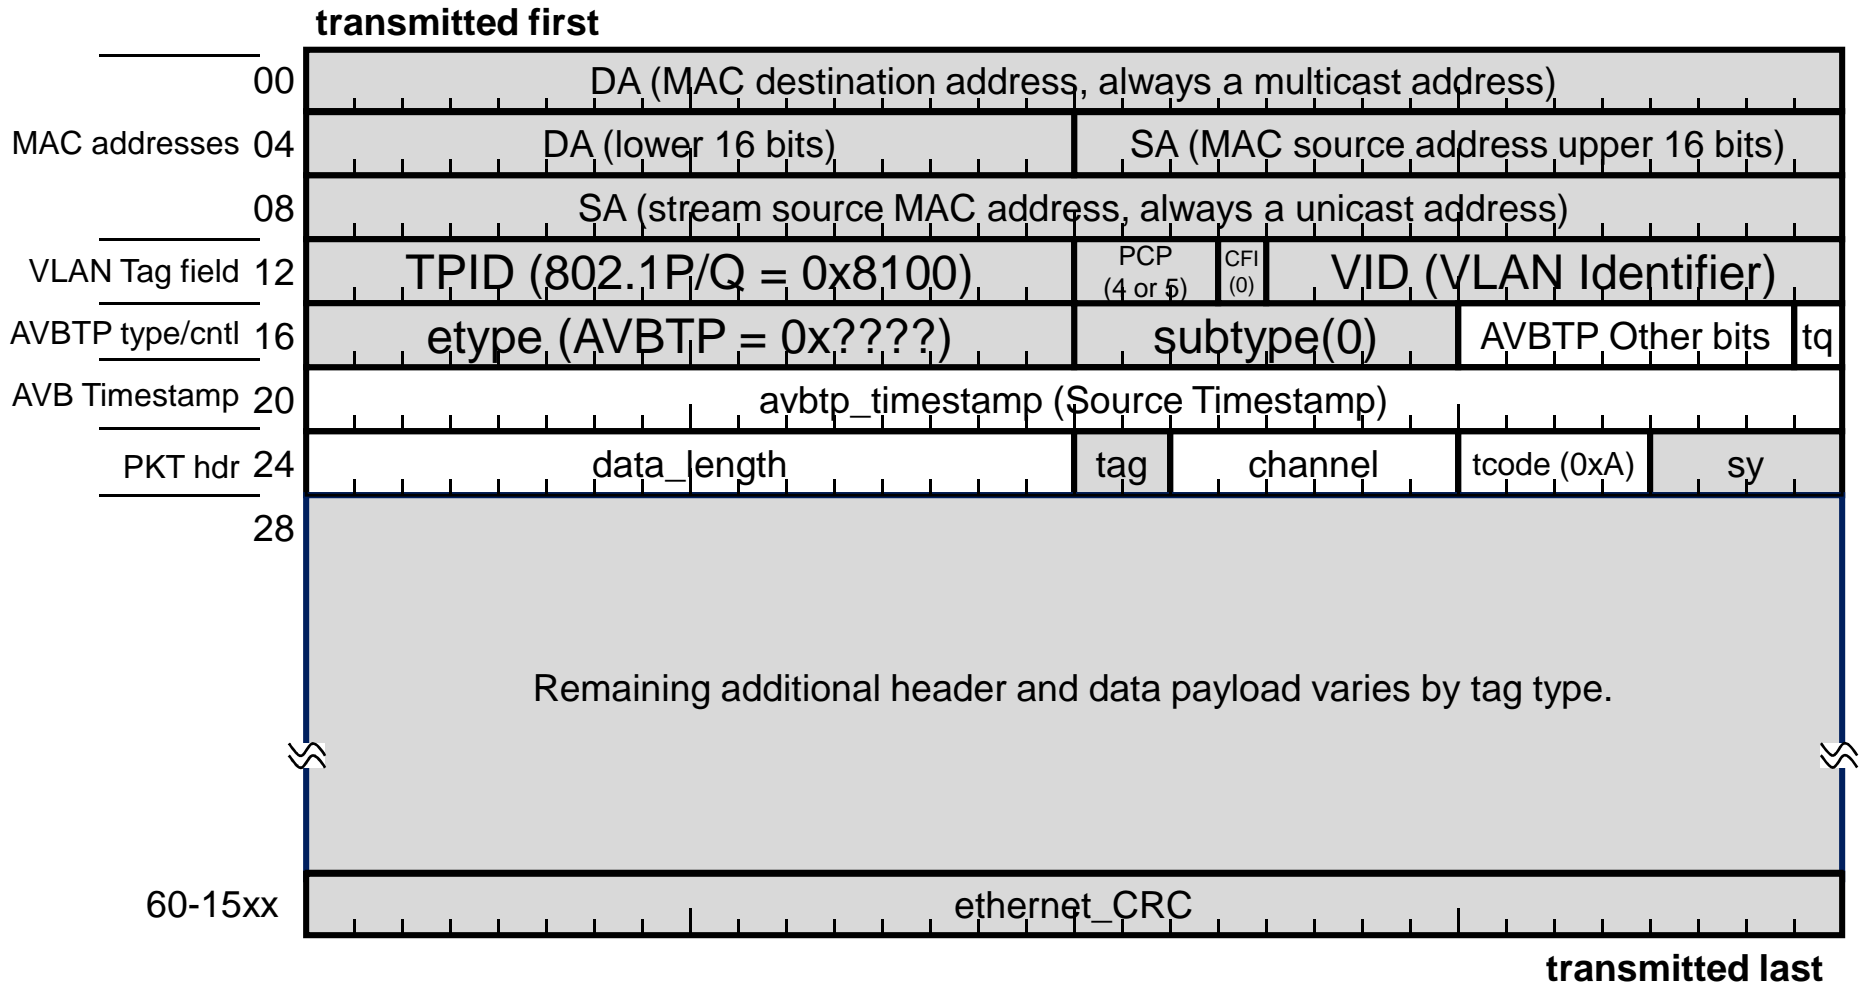 transmitted first
00 DA (MAC destination address, always a multicast address)
MAC addresses 04 DA (lower 16 bits) SA (MAC source address upper 16 bits)
08 SA (stream source MAC address, always a unicast address)
VLAN Tag field 12 TPID (802.1P/Q = 0x8100) PCP (4 or 5) CFI (0) VID (VLAN Identifier)
AVBTP type/cntl 16 etype (AVBTP = 0x????) subtype(0) AVBTP Other bits tq
AVB Timestamp 20 avbtp_timestamp (Source Timestamp)
PKT hdr 24 data_length tag channel tcode (0xA) sy
28
Remaining additional header and data payload varies by tag type.
60-15xx ethernet_CRC
transmitted last